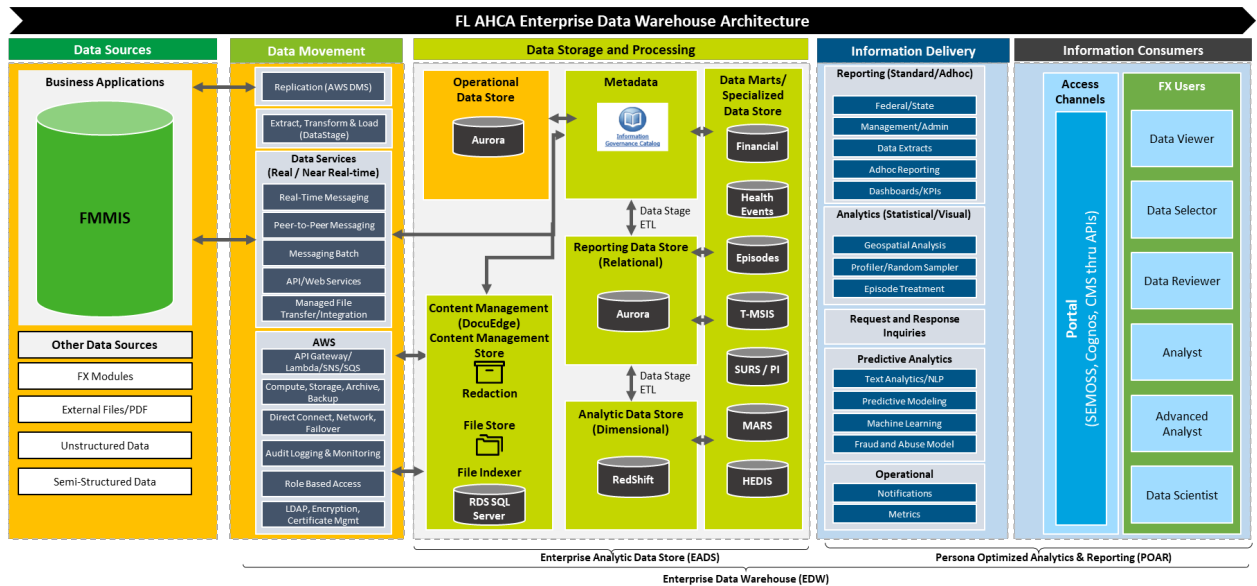 FL AHCA Enterprise Data Warehouse Architecture
Data Sources
Business Applications
FMMIS
Other Data Sources
FX Modules
External Files/PDF
Unstructured Data
Semi-Structured Data
Data Movement
Replication (AWS DMS)
Extract, Transform & Load
(DataStage)
Data Services
(Real / Near Real-time)
Real-Time Messaging
Peer-to-Peer Messaging
Messaging Batch
API/Web Services
Managed File
Transfer/Integration
AWS
API Gateway/
Lambda/SNS/SQS
Compute, Storage, Archive,
Backup
Direct Connect, Network,
Failover
Audit Logging & Monitoring
Role Based Access
LDAP, Encryption,
Certificate Mgmt
Data Storage and Processing
Operational
Data Store
Aurora
Content Management
(DocuEdge)
Content Management
Store
Redaction
File Store
File Indexer
RDS SQL
Server
Metadata
Information
Governance Catalog
Data Stage
ETL
Reporting Data Store
(Relational)
Aurora
Data Stage
ETL
Analytic Data Store
(Dimensional)
RedShift
Data Marts/
Specialized
Data Store
Financial
Health
Events
Episodes
T-MSIS
SURS / PI
MARS
HEDIS
Information Delivery
Reporting (Standard/Adhoc)
Federal/State
Management/Admin
Data Extracts
Adhoc Reporting
Dashboards/KPIs
Analytics (Statistical/Visual)
Geospatial Analysis
Profiler/Random Sampler
Episode Treatment
Request and Response
Inquiries
Predictive Analytics
Text Analytics/NLP
Predictive Modeling
Machine Learning
Fraud and Abuse Model
Operational
Notifications
Metrics
Information Consumers
Access
Channels
Portal
(SEMOSS, Cognos, CMS thru APIs)
FX Users
Data Viewer
Data Selector
Data Reviewer
Analyst
Advanced
Analyst
Data Scientist
Enterprise Analytic Data Store (EADS)
Persona Optimized Analytics & Reporting (POAR)
Enterprise Data Warehouse (EDW)